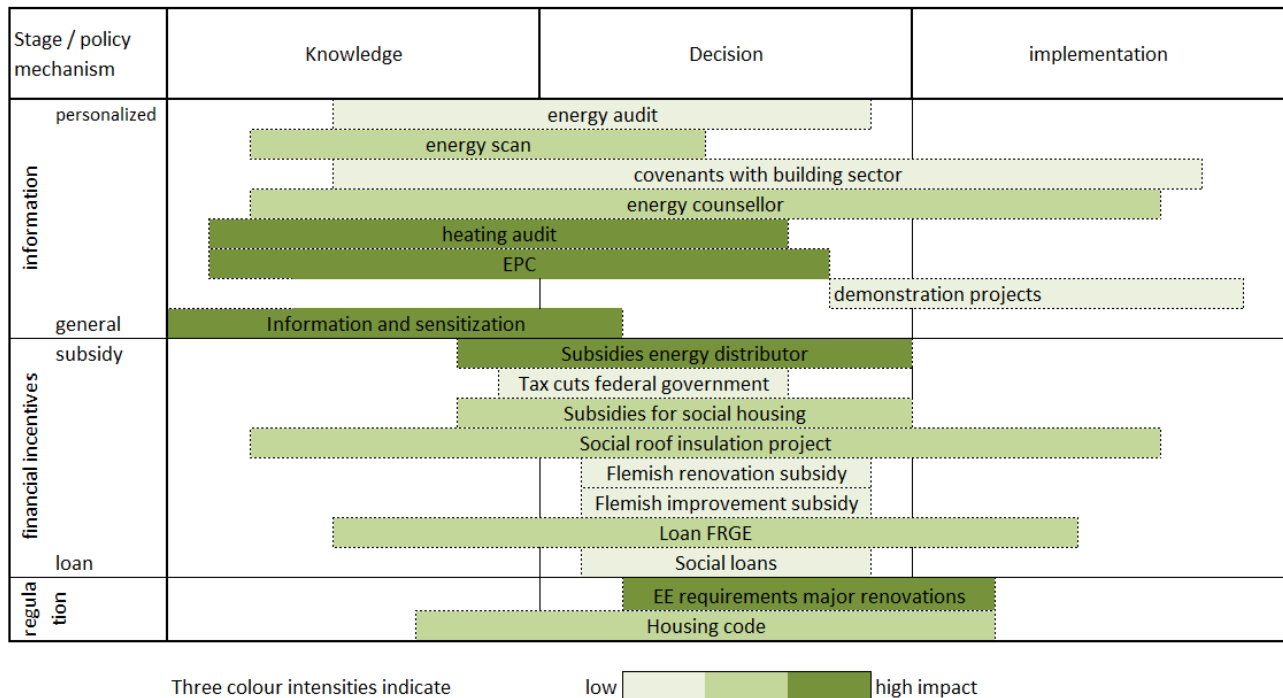 Stage / policy
mechanism
Knowledge
Decision
implementation
information
personalized
energy audit
energy scan
covenants with building sector
energy counsellor
heating audit
EPC
demonstration projects
general
Information and sensitization
financial incentives
subsidy
Subsidies energy distributor
Tax cuts federal government
Subsidies for social housing
Social roof insulation project
Flemish renovation subsidy
Flemish improvement subsidy
Loan FRGE
loan
Social loans
regula
tion
EE requirements major renovations
Housing code
Three colour intensities indicate
low
high impact